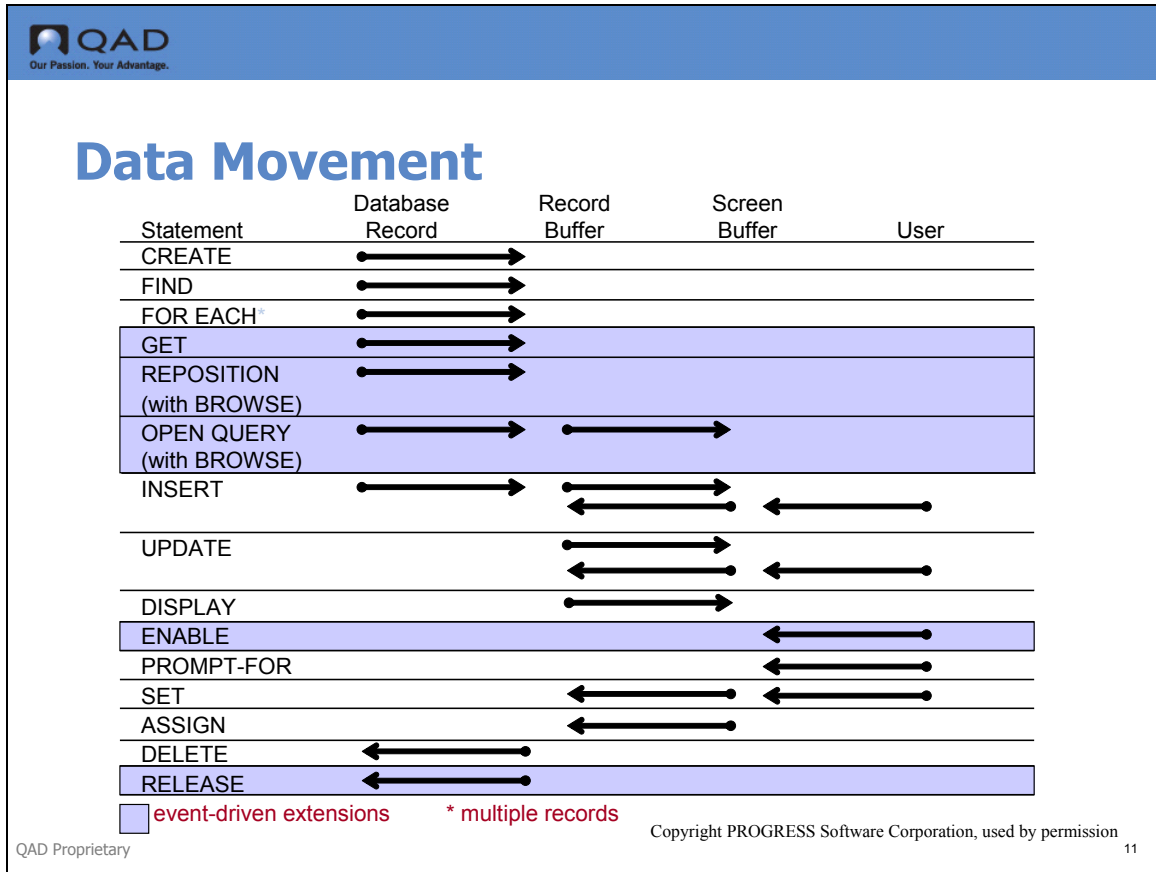 QAD
Our Passion. Your Advantage.
Data Movement
Database Record Screen
Statement Record Buffer Buffer User
CREATE
FIND
FOR EACH*
GET
REPOSITION
(with BROWSE)
OPEN QUERY
(with BROWSE)
INSERT
UPDATE
DISPLAY
ENABLE
PROMPT-FOR
SET
ASSIGN
DELETE
RELEASE
event-driven extensions * multiple records
Copyright PROGRESS Software Corporation, used by permission
QAD Proprietary 11